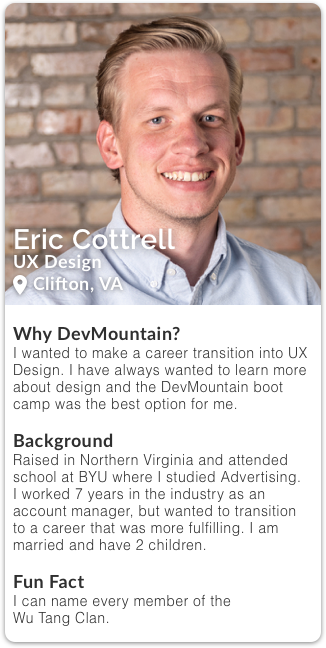 Eric Cottrell
UX Design
Clifton, VA
Why DevMountain?
I wanted to make a career transition into UX
Design. I have always wanted to learn more
about design and the DevMountain boot
camp was the best option for me.
Background
Raised in Northern Virginia and attended
school at BYU where I studied Advertising.
I worked 7 years in the industry as an
account manager, but wanted to transition
to a career that was more fulfilling. I am
married and have 2 children.
Fun Fact
I can name every member of the
Wu Tang Clan.